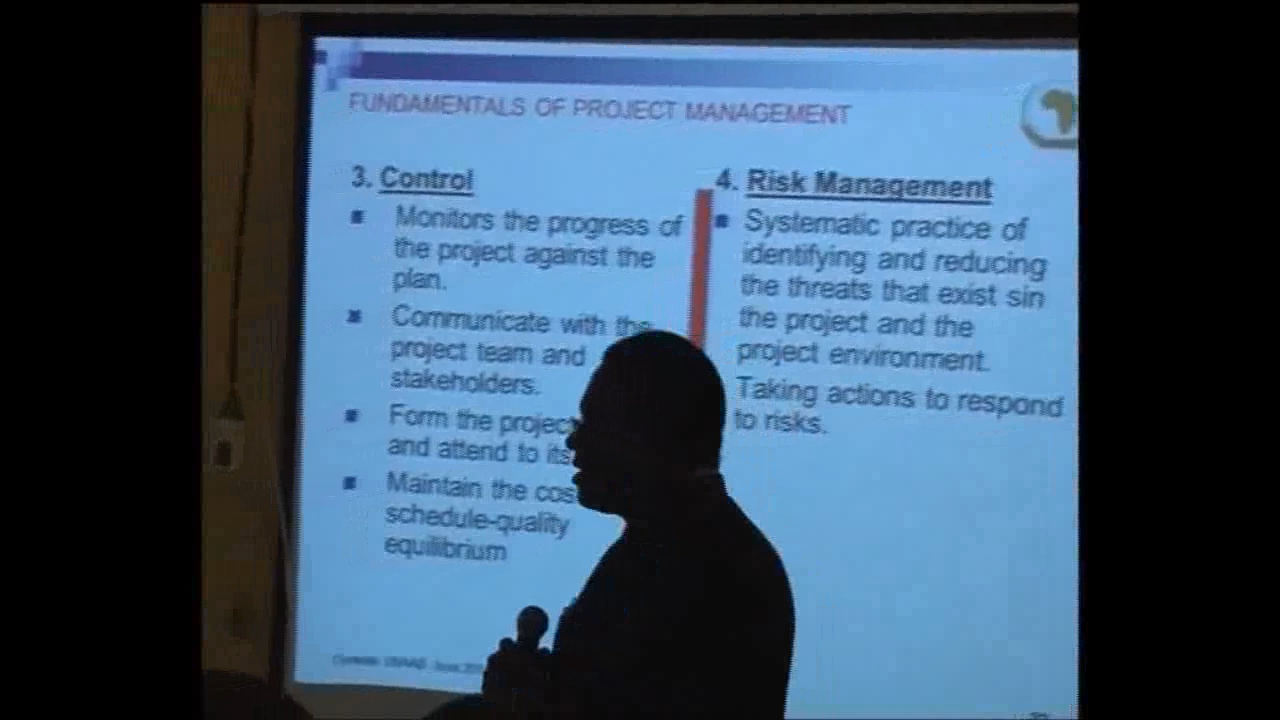 FUNDAMENTALS OF PROJECT MANAGEMENT
3. Control
Monitors the progress of
the project against the
plan.
Communicate with the
project team and
stakeholders.
Form the project
and attend to its
Maintain the
schedule-quality
equilibrium
4. Risk Management
Systematic practice of
identifying and reducing
the threats that exist sin
the project and the
project environment.
Taking actions to respond
to risks.